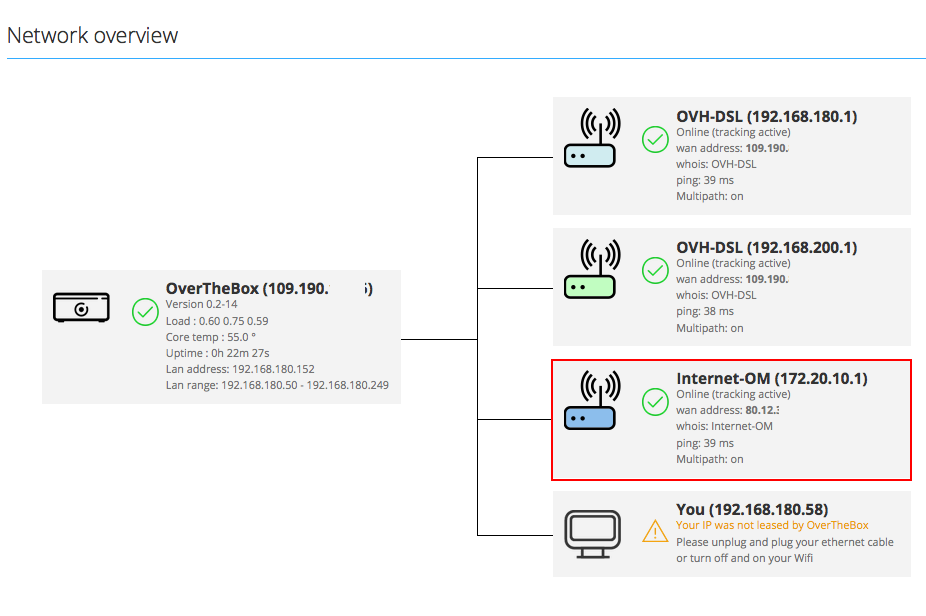 Network overview
OverTheBox (109.190. )
Version 0.2-14
Load : 0.60 0.75 0.59
Core temp : 55.0 °
Uptime : 0h 22m 27s
Lan address: 192.168.180.152
Lan range: 192.168.180.50 - 192.168.180.249
OVH-DSL (192.168.180.1)
Online (tracking active)
wan address: 109.190.
whois: OVH-DSL
ping: 39 ms
Multipath: on
OVH-DSL (192.168.200.1)
Online (tracking active)
wan address: 109.190.
whois: OVH-DSL
ping: 38 ms
Multipath: on
Internet-OM (172.20.10.1)
Online (tracking active)
wan address: 80.12.
whois: Internet-OM
ping: 39 ms
Multipath: on
You (192.168.180.58)
Your IP was not leased by OverTheBox
Please unplug and plug your ethernet cable
or turn off and on your Wifi